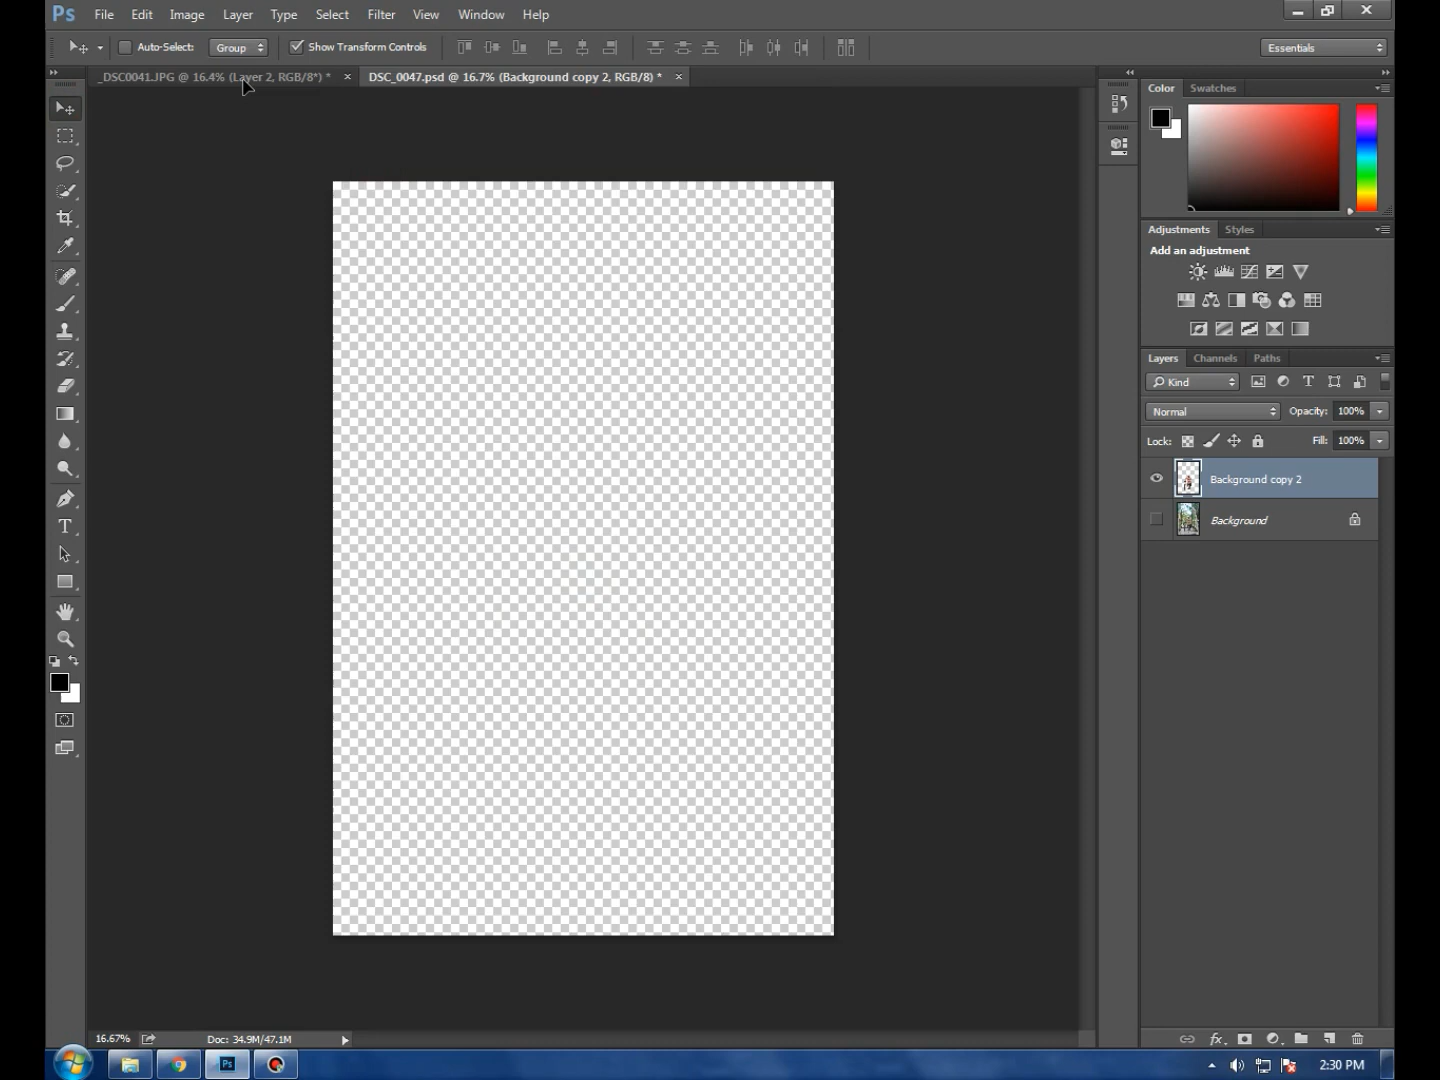 Ps File Edit Image Layer Type Select Filter View Window Help
Auto-Select: Group Show Transform Controls Essentials
_DSC0041.JPG @ 16.4% (Layer 2, RGB/8*) * × DSC_0047.psd @ 16.7% (Background copy 2, RGB/8) * ×
Color Swatches
Adjustments Styles
Add an adjustment
Layers Channels Paths
Kind
Normal Opacity: 100%
Lock: Fill: 100%
Background copy 2
Background
16.67% Doc: 34.9M/47.1M
fx
Ps 2:30 PM